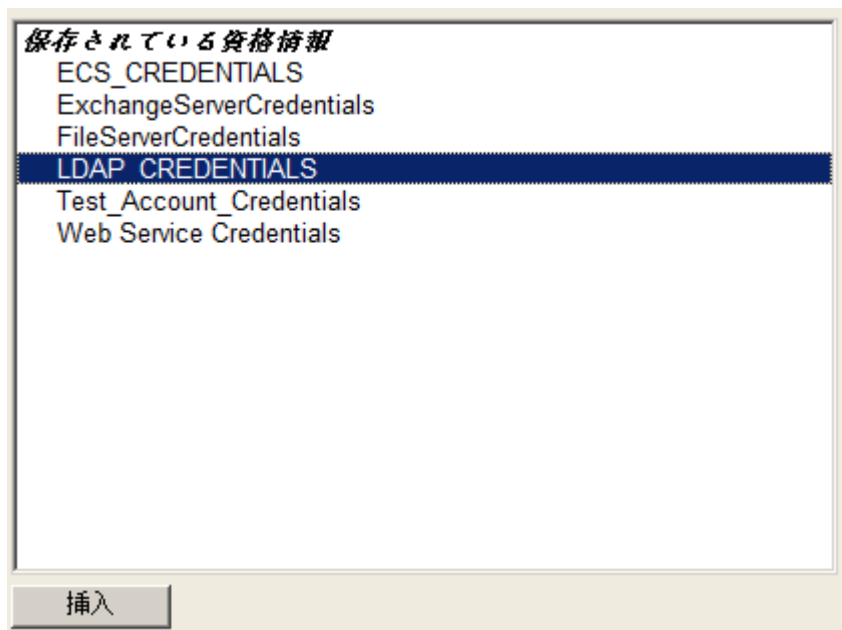 保存されている資格情報
ECS_CREDENTIALS
ExchangeServerCredentials
FileServerCredentials
LDAP_CREDENTIALS
Test_Account_Credentials
Web Service Credentials
挿入